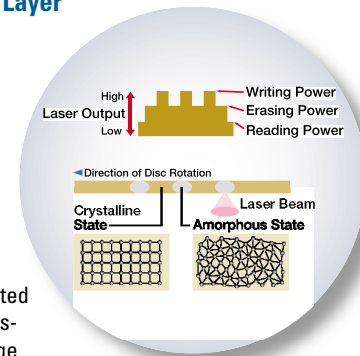 Layer
High
Writing Power
Erasing Power
Laser Output
Low
Reading Power
Direction of Disc Rotation
Laser Beam
Crystalline
State
Amorphous State
ted
s-
ge